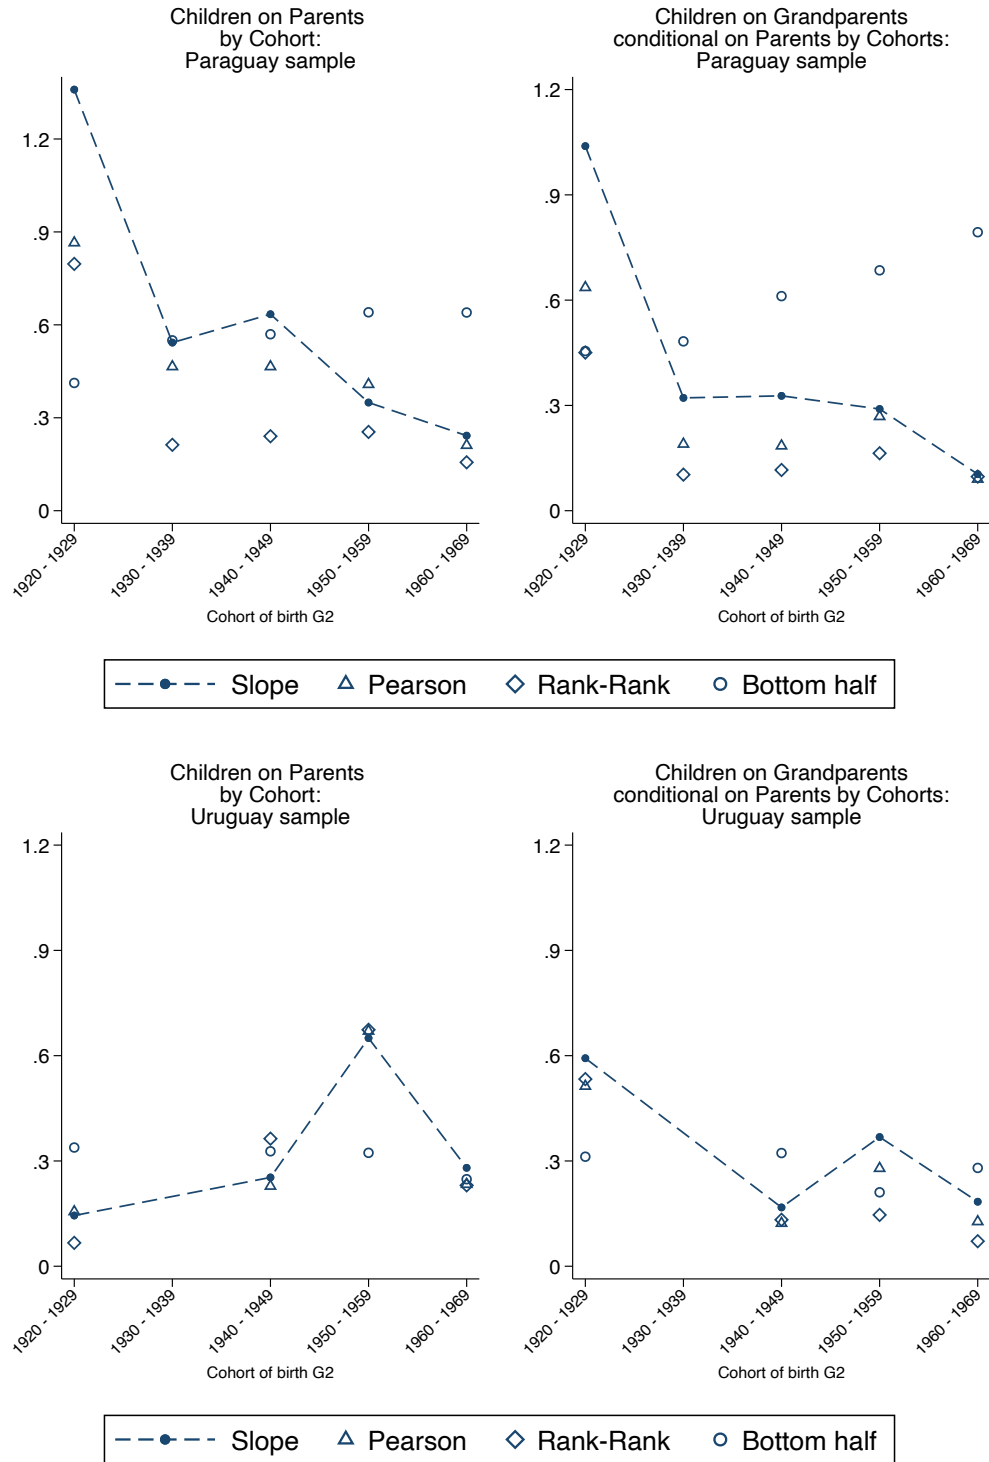 Children on Parents
by Cohort:
Paraguay sample
1.2
.9
.6
.3
0
1920 - 1929
1930 - 1939
1940 - 1949
1950 - 1959
1960 - 1969
Cohort of birth G2
Children on Grandparents
conditional on Parents by Cohorts:
Paraguay sample
1.2
.9
.6
.3
0
1920 - 1929
1930 - 1939
1940 - 1949
1950 - 1959
1960 - 1969
Cohort of birth G2
Slope Pearson Rank-Rank Bottom half
Children on Parents
by Cohort:
Uruguay sample
1.2
.9
.6
.3
0
1920 - 1929
1930 - 1939
1940 - 1949
1950 - 1959
1960 - 1969
Cohort of birth G2
Children on Grandparents
conditional on Parents by Cohorts:
Uruguay sample
1.2
.9
.6
.3
0
1920 - 1929
1930 - 1939
1940 - 1949
1950 - 1959
1960 - 1969
Cohort of birth G2
Slope Pearson Rank-Rank Bottom half